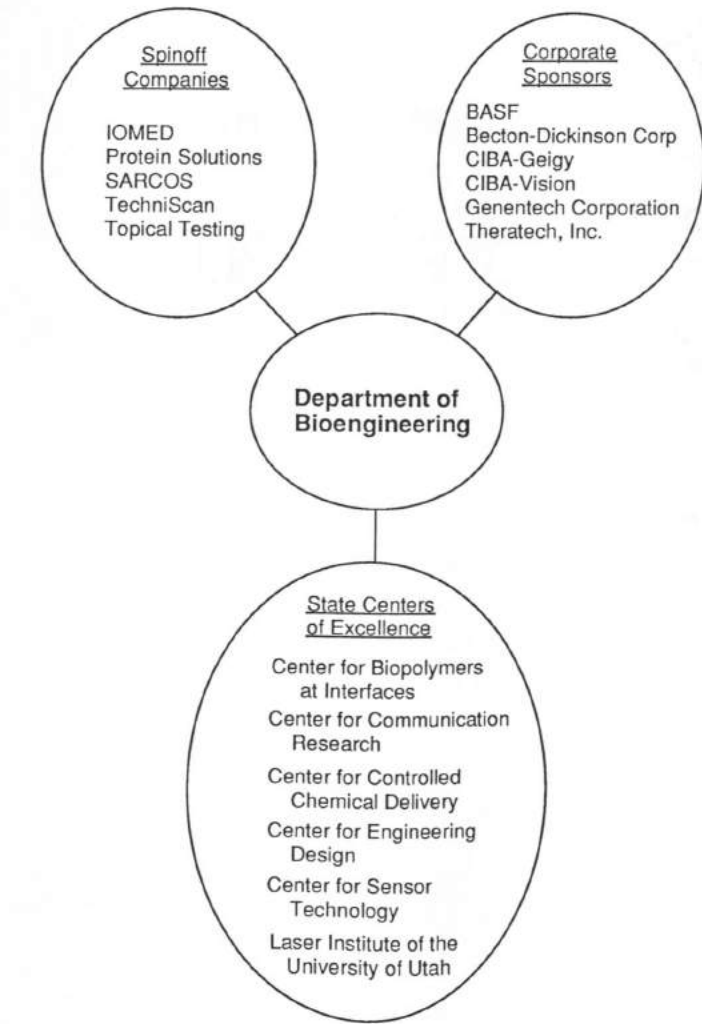 Spinoff
Companies
IOMED
Protein Solutions
SARCOS
TechniScan
Topical Testing
Corporate
Sponsors
BASF
Becton-Dickinson Corp
CIBA-Geigy
CIBA-Vision
Genentech Corporation
Theratech, Inc.
Department of
Bioengineering
State Centers
of Excellence
Center for Biopolymers
at Interfaces
Center for Communication
Research
Center for Controlled
Chemical Delivery
Center for Engineering
Design
Center for Sensor
Technology
Laser Institute of the
University of Utah